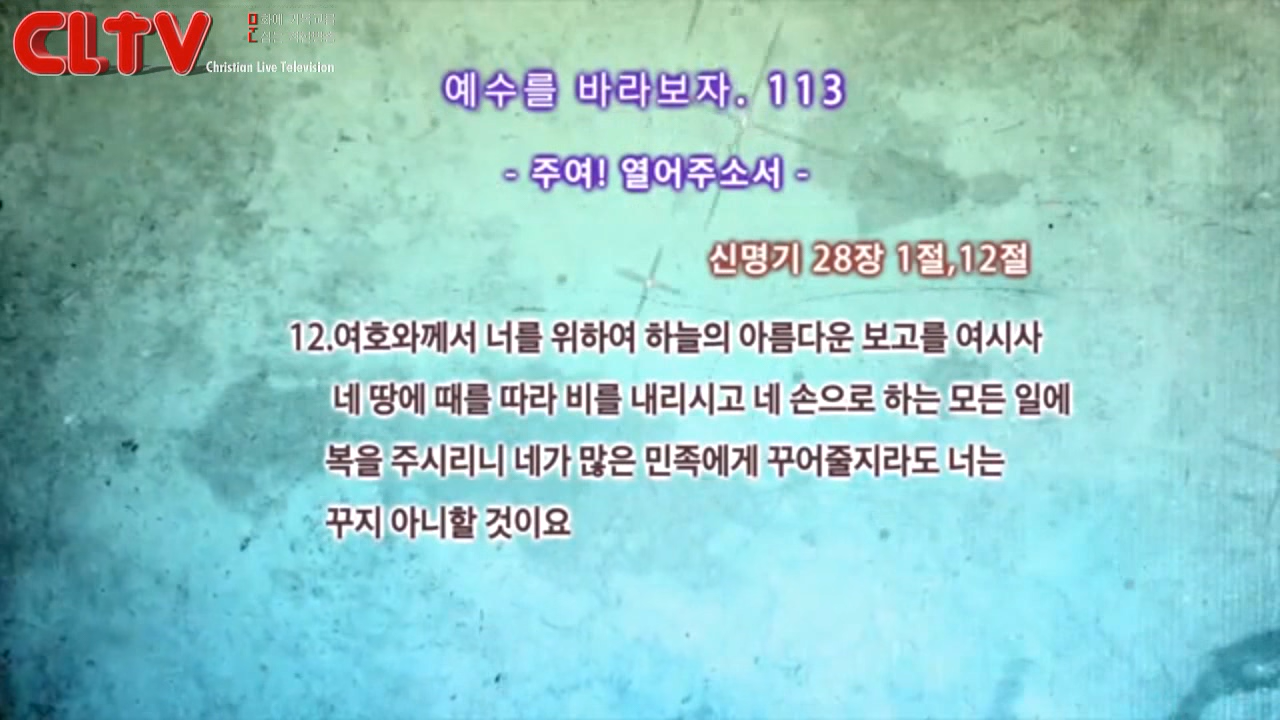 CLTV
Christian Live Television
예수를 바라보자. 113
- 주여! 열어주소서 -
신명기 28장 1절,12절
12.여호와께서 너를 위하여 하늘의 아름다운 보고를 여시사
네 땅에 때를 따라 비를 내리시고 네 손으로 하는 모든 일에
복을 주시리니 네가 많은 민족에게 꾸어줄지라도 너는
꾸지 아니할 것이요